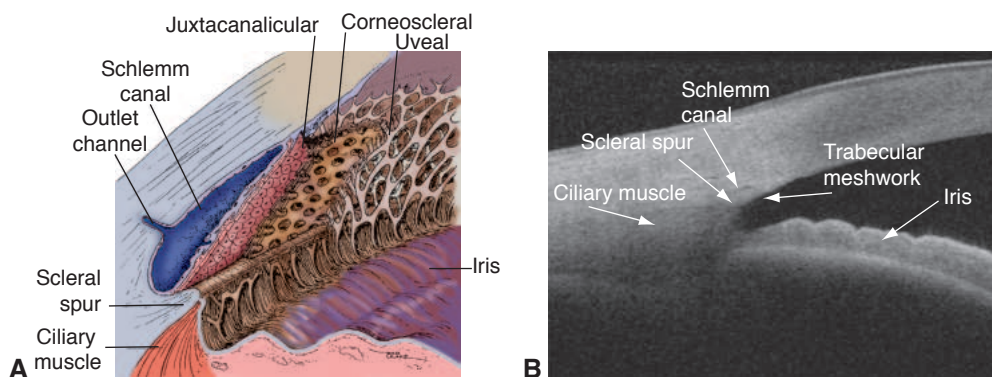 Juxtacanalicular
Corneoscleral
Uveal
Schlemm
canal
Outlet
channel
Scleral
spur
Ciliary
muscle
Iris
A
Schlemm
canal
Scleral spur
Ciliary muscle
Trabecular
meshwork
Iris
B